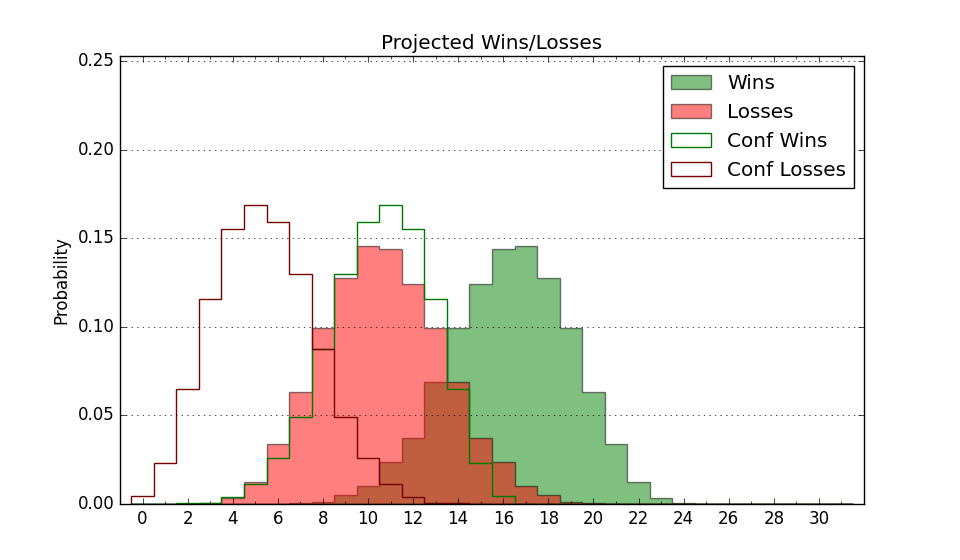 Projected Wins/Losses
Probability
0.25
0.20
0.15
0.10
0.05
0.00
0 2 4 6 8 10 12 14 16 18 20 22 24 26 28 30
Wins
Losses
Conf Wins
Conf Losses